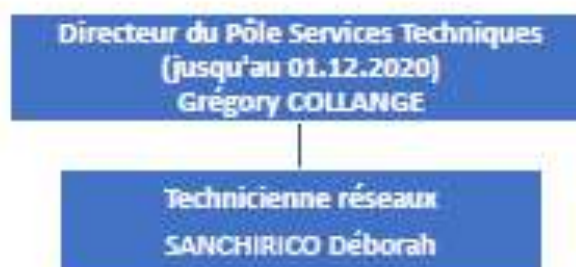 Directeur du Pôle Services Techniques
(jusqu'au 01.12.2020)
Grégory COLLANGE
Technicienne réseaux
SANCHIRICO Déborah